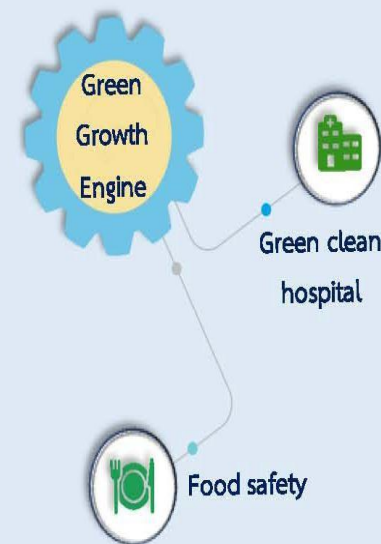 Green
Growth
Engine
Green clean
hospital
Food safety